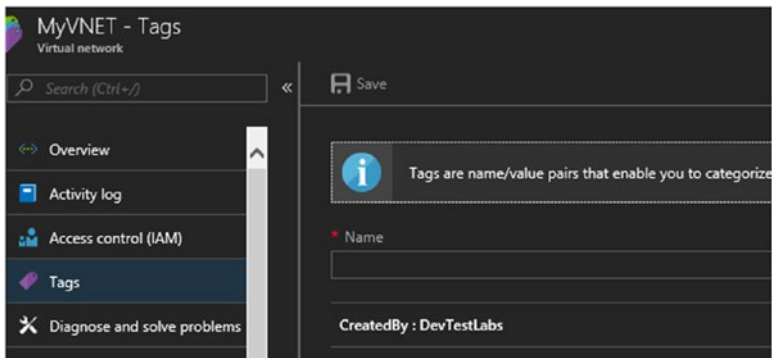 MyVNET - Tags
Virtual network
Search (Ctrl+/)
«
Save
Overview
Activity log
Access control (IAM)
Tags
Diagnose and solve problems
Tags are name/value pairs that enable you to categorize
* Name
CreatedBy : DevTestLabs